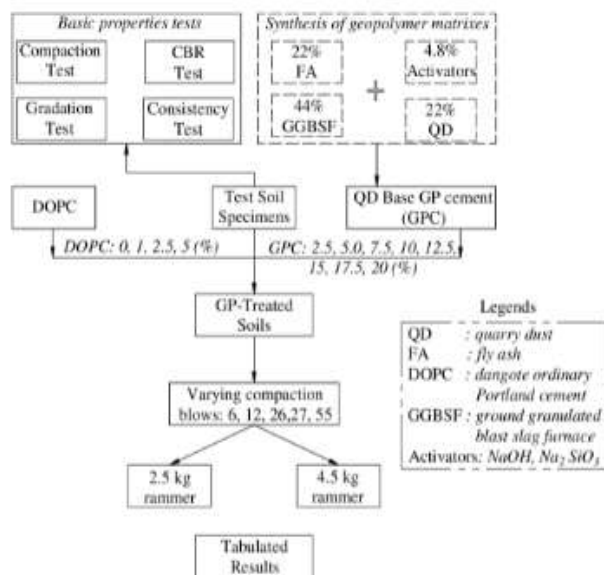 Basic properties tests
Compaction
Test
CBR
Test
Gradation
Test
Consistency
Test
Synthesis of geopolymer matrixes
22%
FA
4.8%
Activators
44%
GGBSF
22%
QD
DOPC
Test Soil
Specimens
QD Base GP cement
(GPC)
DOPC: 0, 1, 2.5, 5 (%)
GPC: 2.5, 5.0, 7.5, 10, 12.5,
15, 17.5, 20 (%)
GP-Treated
Soils
Varying compaction
blows: 6, 12, 26,27, 55
2.5 kg
rammer
4.5 kg
rammer
Tabulated
Results
Legends
QD : quarry dust
FA : fly ash
DOPC : dangote ordinary
Portland cement
GGBSF : ground granulated
blast slag furnace
Activators: NaOH, Na₂ SiO₃